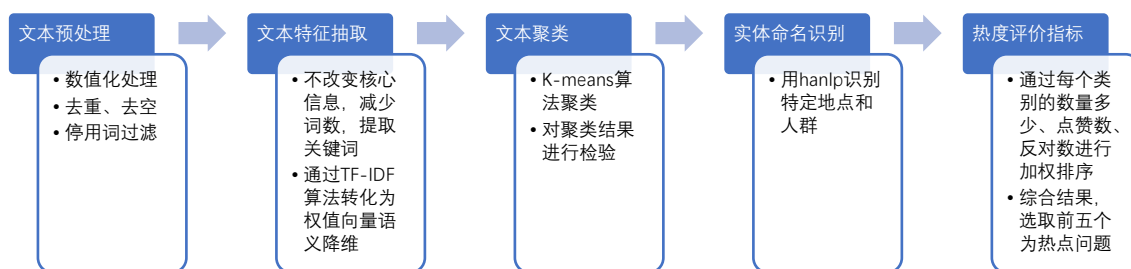 文本预处理
• 数值化处理
• 去重、去空
• 停用词过滤
文本特征抽取
• 不改变核心
信息，减少
词数，提取
关键词
• 通过TF-IDF
算法转化为
权值向量语
义降维
文本聚类
• K-means算
法聚类
• 对聚类结果
进行检验
实体命名识别
• 用hanlp识别
特定地点和
人群
热度评价指标
• 通过每个类
别的数量多
少、点赞数、
反对数进行
加权排序
• 综合结果，
选取前五个
为热点问题